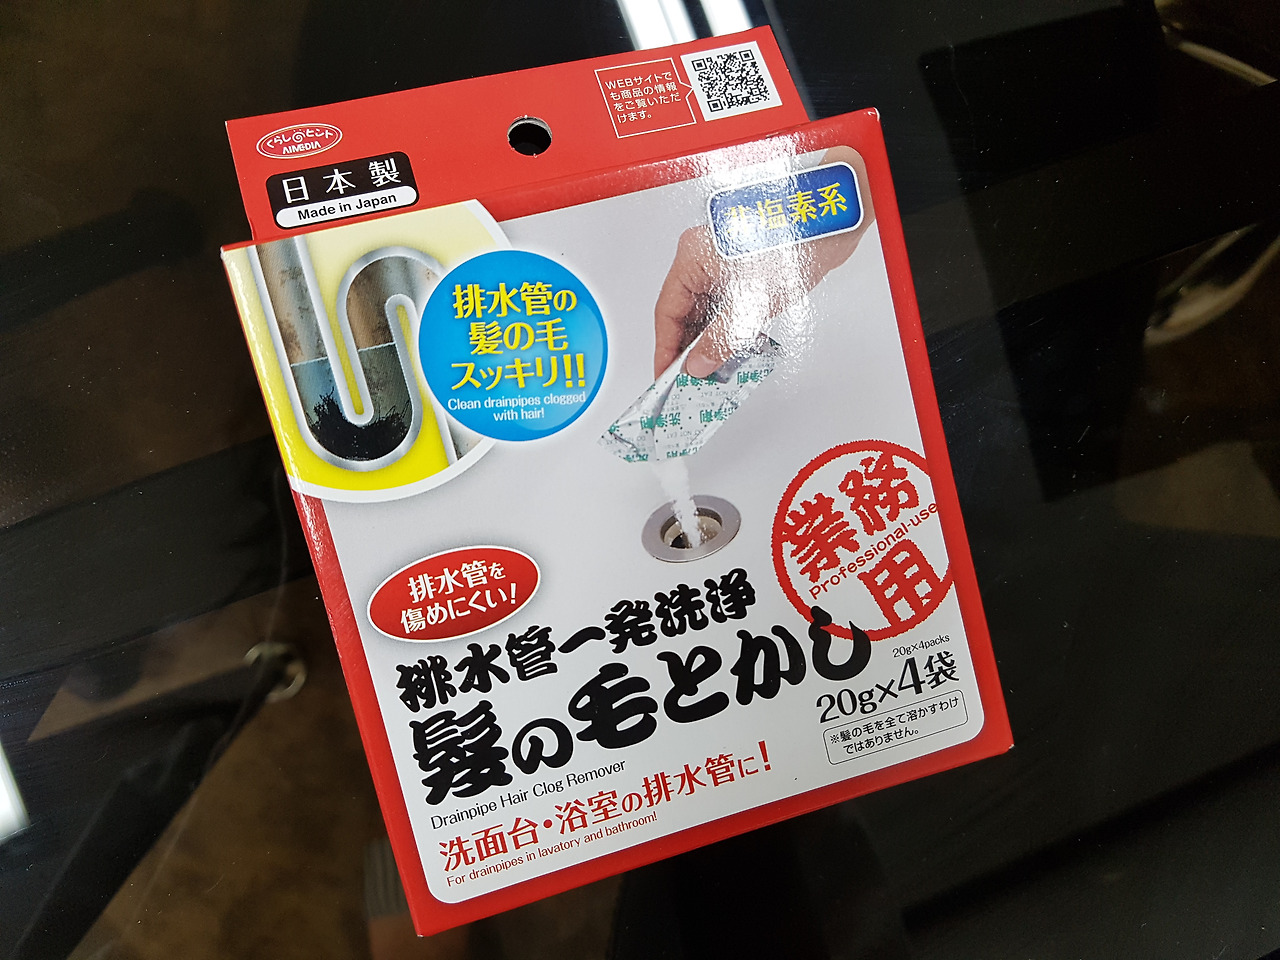 くらしのヒント
AIMEDIA
日本製
Made in Japan
WEBサイトで
も商品の情報
をご覧いただ
けます。
非塩素系
排水管の
髪の毛
スッキリ!!
Clean drainpipes clogged
with hair!
洗浄剤
DO NOT EAT
業務用
Professional-use
排水管を
傷めにくい!
排水管一発洗浄
髪の毛とかし
Drainpipe Hair Clog Remover
20g×4packs
20g×4袋
※髪の毛を全て溶かすわけ
ではありません。
洗面台・浴室の排水管に!
For drainpipes in lavatory and bathroom!